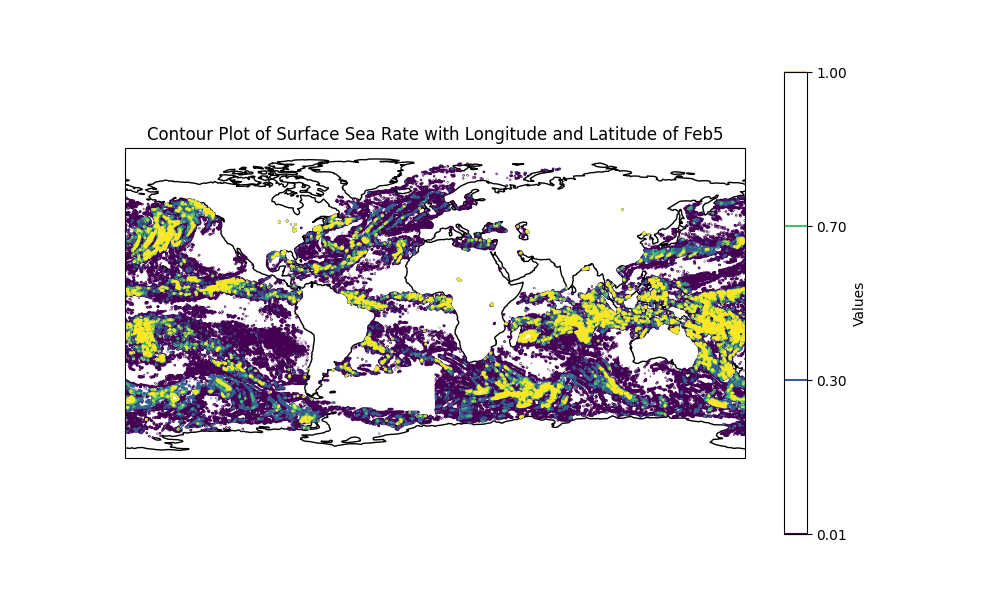 Contour Plot of Surface Sea Rate with Longitude and Latitude of Feb5
1.00
0.70
0.30
0.01
Values